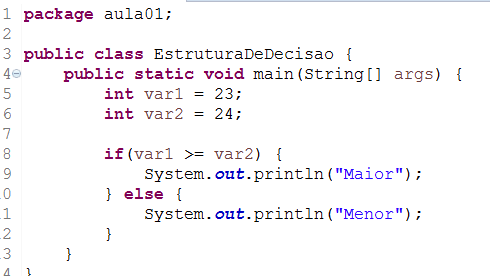 1 package aula01;
2
3 public class EstruturaDeDecisao {
4 public static void main(String[] args) {
5 int var1 = 23;
6 int var2 = 24;
7
8 if(var1 >= var2) {
9 System.out.println("Maior");
.0 } else {
.1 System.out.println("Menor");
.2 }
.3 }
.4 }